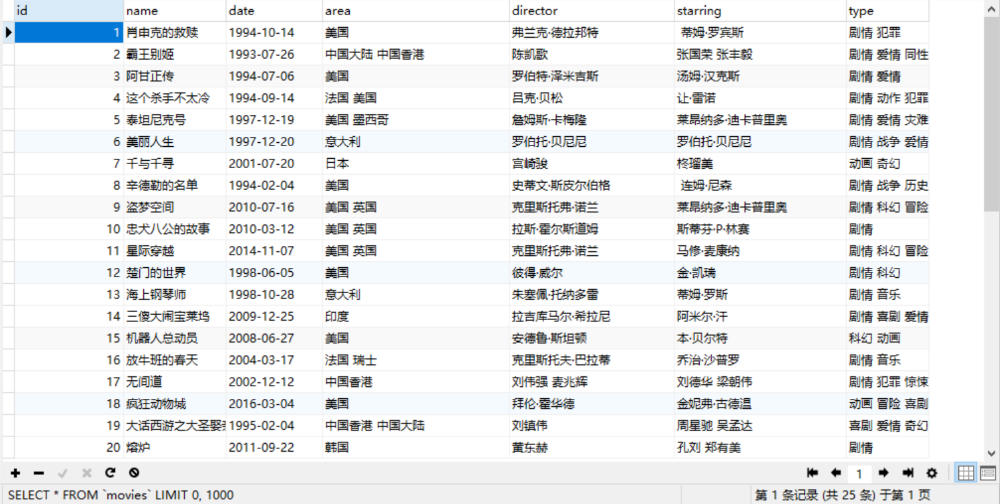 id name date area director starring type
1 肖申克的救赎 1994-10-14 美国 弗兰克·德拉邦特 蒂姆·罗宾斯 剧情 犯罪
2 霸王别姬 1993-07-26 中国大陆 中国香港 陈凯歌 张国荣 张丰毅 剧情 爱情 同性
3 阿甘正传 1994-07-06 美国 罗伯特·泽米吉斯 汤姆·汉克斯 剧情 爱情
4 这个杀手不太冷 1994-09-14 法国 美国 吕克·贝松 让·雷诺 剧情 动作 犯罪
5 泰坦尼克号 1997-12-19 美国 墨西哥 詹姆斯·卡梅隆 莱昂纳多·迪卡普里奥 剧情 爱情 灾难
6 美丽人生 1997-12-20 意大利 罗伯托·贝尼尼 罗伯托·贝尼尼 剧情 战争 爱情
7 千与千寻 2001-07-20 日本 宫崎骏 柊瑠美 动画 奇幻
8 辛德勒的名单 1994-02-04 美国 史蒂文·斯皮尔伯格 连姆·尼森 剧情 战争 历史
9 盗梦空间 2010-07-16 美国 英国 克里斯托弗·诺兰 莱昂纳多·迪卡普里奥 剧情 科幻 冒险
10 忠犬八公的故事 2010-03-12 美国 英国 拉斯·霍尔斯道姆 斯蒂芬·P·林赛 剧情
11 星际穿越 2014-11-07 美国 英国 克里斯托弗·诺兰 马修·麦康纳 剧情 科幻 冒险
12 楚门的世界 1998-06-05 美国 彼得·威尔 金·凯瑞 剧情 科幻
13 海上钢琴师 1998-10-28 意大利 朱塞佩·托纳多雷 蒂姆·罗斯 剧情 音乐
14 三傻大闹宝莱坞 2009-12-25 印度 拉吉库马尔·希拉尼 阿米尔·汗 剧情 喜剧 爱情
15 机器人总动员 2008-06-27 美国 安德鲁·斯坦顿 本·贝尔特 科幻 动画
16 放牛班的春天 2004-03-17 法国 瑞士 克里斯托夫·巴拉蒂 乔治·沙普罗 剧情 音乐
17 无间道 2002-12-12 中国香港 刘伟强 麦兆辉 刘德华 梁朝伟 剧情 犯罪 惊悚
18 疯狂动物城 2016-03-04 美国 拜伦·霍华德 金妮弗·古德温 动画 冒险 喜剧
19 大话西游之大圣娶 1995-02-04 中国香港 中国大陆 刘镇伟 周星驰 吴孟达 喜剧 爱情 奇幻
20 熔炉 2011-09-22 韩国 黄东赫 孔刘 郑有美 剧情
1
SELECT * FROM `movies` LIMIT 0, 1000 第 1 条记录 (共 25 条) 于第 1 页